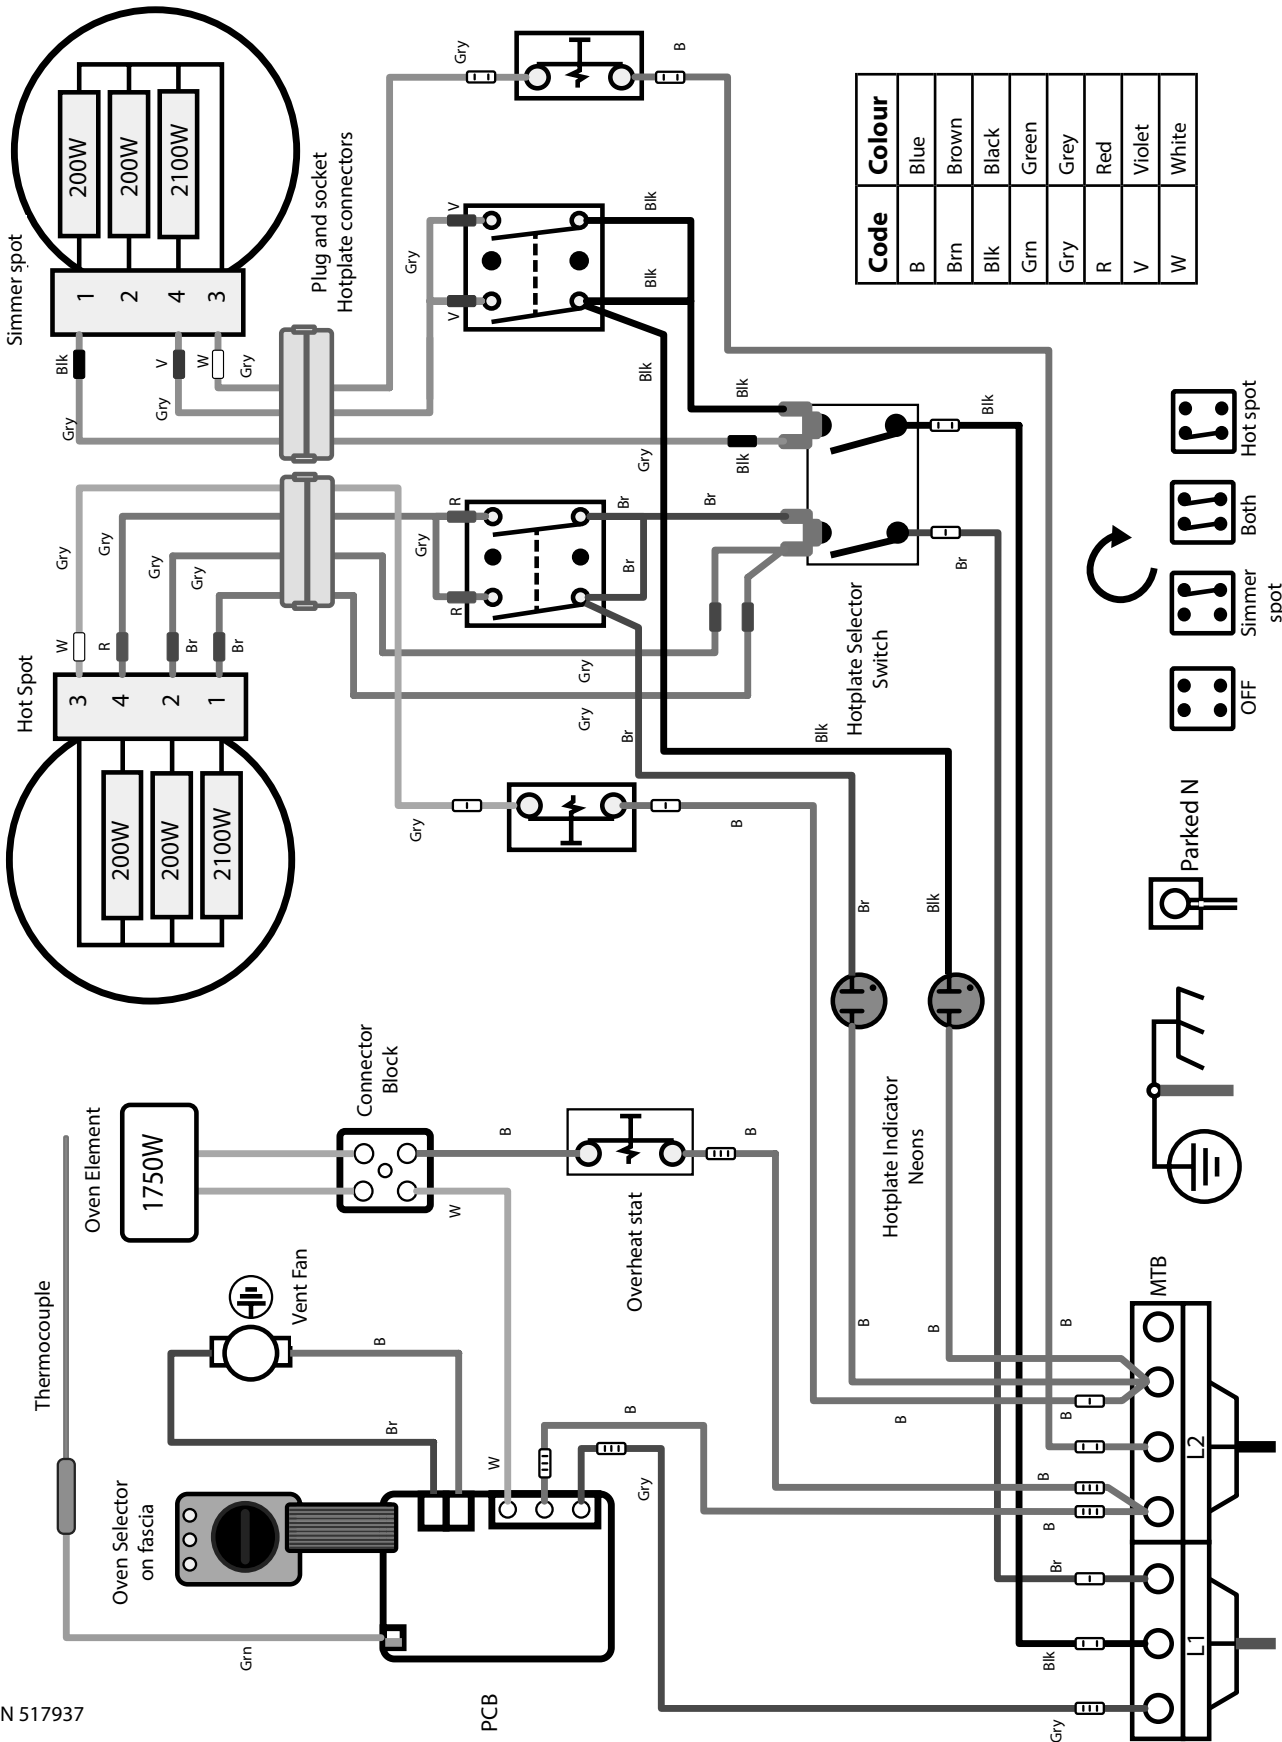 Simmer spot
200W
200W
2100W
1
2
4
3
Blk
V
W
Gry
Gry
Gry
Plug and socket
Hotplate connectors
Gry
B
Gry
V
V
Blk
Blk
Blk
Blk
Blk
Gry
Blk
Code Colour
B Blue
Brn Brown
Blk Black
Grn Green
Gry Grey
R Red
V Violet
W White
Hot Spot
3
4
2
1
200W
200W
2100W
W
R
Br
Br
Gry
Gry
Gry
Gry
Gry
R
R
Br
Br
Br
Gry
Gry
Br
Br
Hotplate Selector
Switch
Blk
Gry
B
Br
Blk
OFF
Simmer
spot
Both
Hot spot
Parked N
Thermocouple
Oven Element
1750W
Connector
Block
B
W
Overheat stat
B
Hotplate Indicator
Neons
Vent Fan
B
Br
Oven Selector
on fascia
Grn
PCB
W
B
Gry
B
B
B
B
B
B
B
Br
Blk
Gry
MTB
L2
L1
N 517937